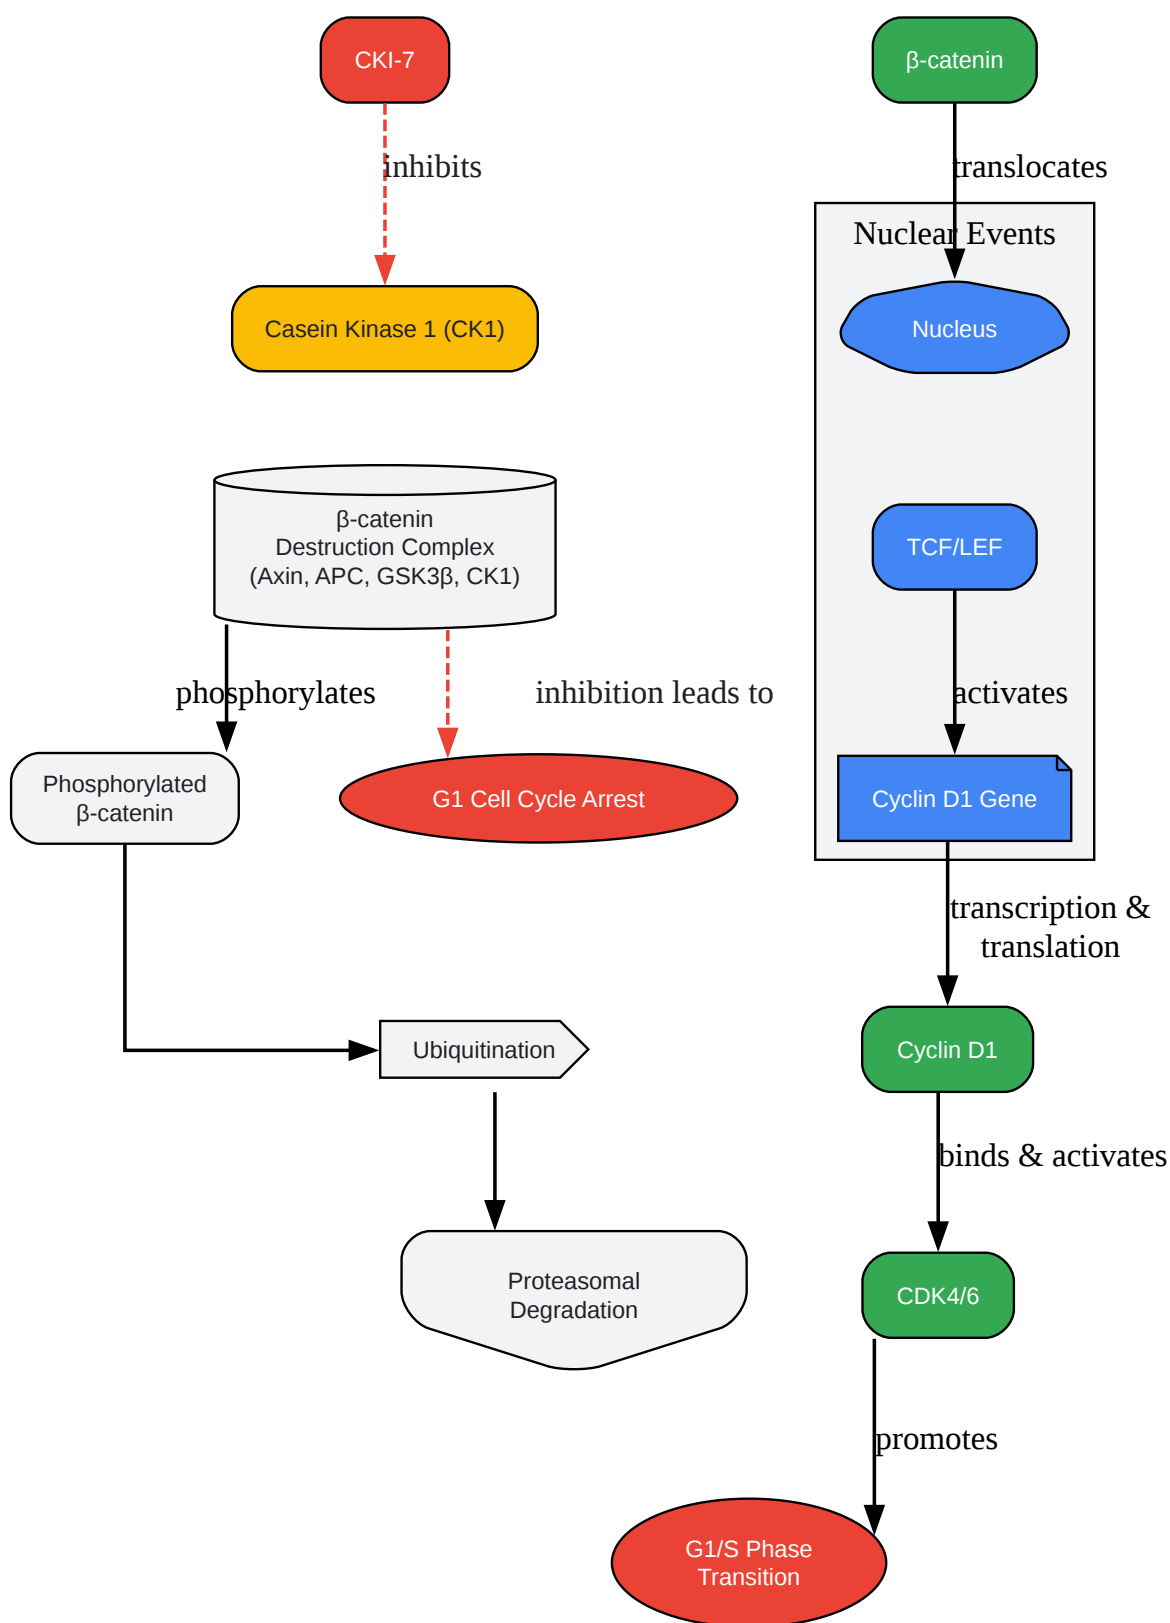 CKI-7
β-catenin
inhibits
translocates
Nuclear Events
Casein Kinase 1 (CK1)
Nucleus
β-catenin
Destruction Complex
(Axin, APC, GSK3β, CK1)
TCF/LEF
phosphorylates
inhibition leads to
activates
Phosphorylated
β-catenin
G1 Cell Cycle Arrest
Cyclin D1 Gene
transcription &
translation
Ubiquitination
Cyclin D1
binds & activates
Proteasomal
Degradation
CDK4/6
promotes
G1/S Phase
Transition